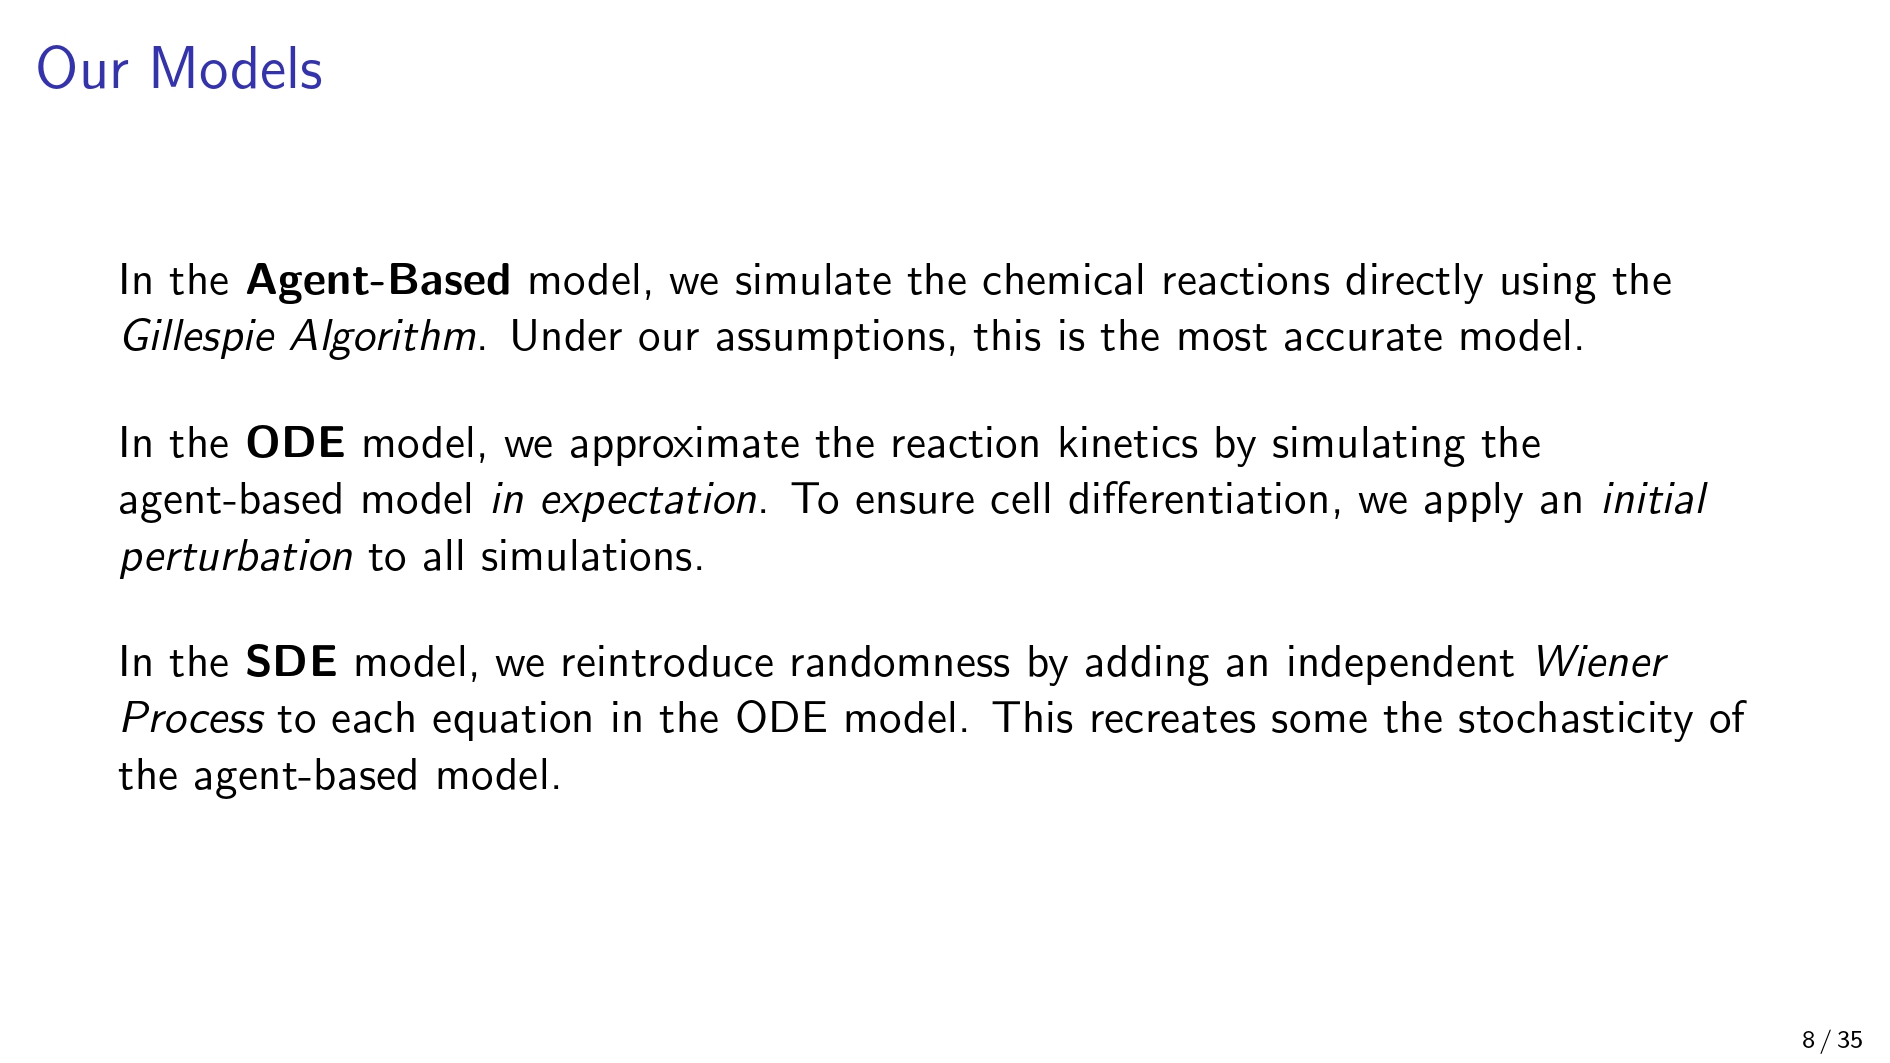 Our Models
In the Agent-Based model, we simulate the chemical reactions directly using the
Gillespie Algorithm. Under our assumptions, this is the most accurate model.
In the ODE model, we approximate the reaction kinetics by simulating the
agent-based model in expectation. To ensure cell differentiation, we apply an initial
perturbation to all simulations.
In the SDE model, we reintroduce randomness by adding an independent Wiener
Process to each equation in the ODE model. This recreates some the stochasticity of
the agent-based model.
8 / 35